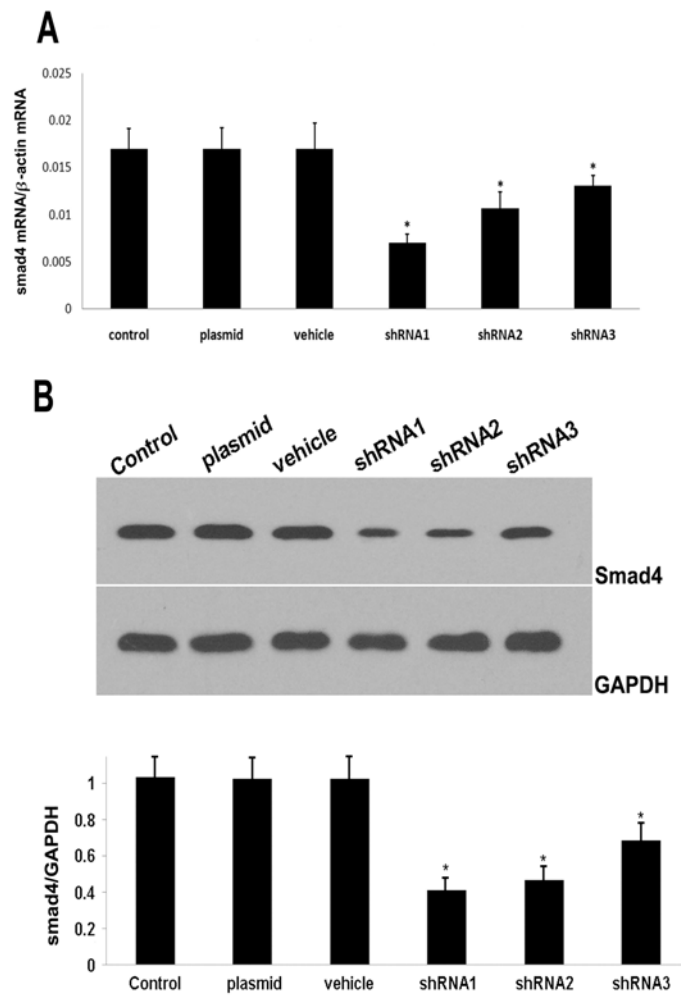 A
smad4 mRNA/β-actin mRNA
0.025
0.02
0.015
0.01
0.005
0
* * *
control plasmid vehicle shRNA1 shRNA2 shRNA3
B
Control plasmid vehicle shRNA1 shRNA2 shRNA3
Smad4
GAPDH
smad4/GAPDH
1
0.8
0.6
0.4
0.2
0
* * *
Control plasmid vehicle shRNA1 shRNA2 shRNA3